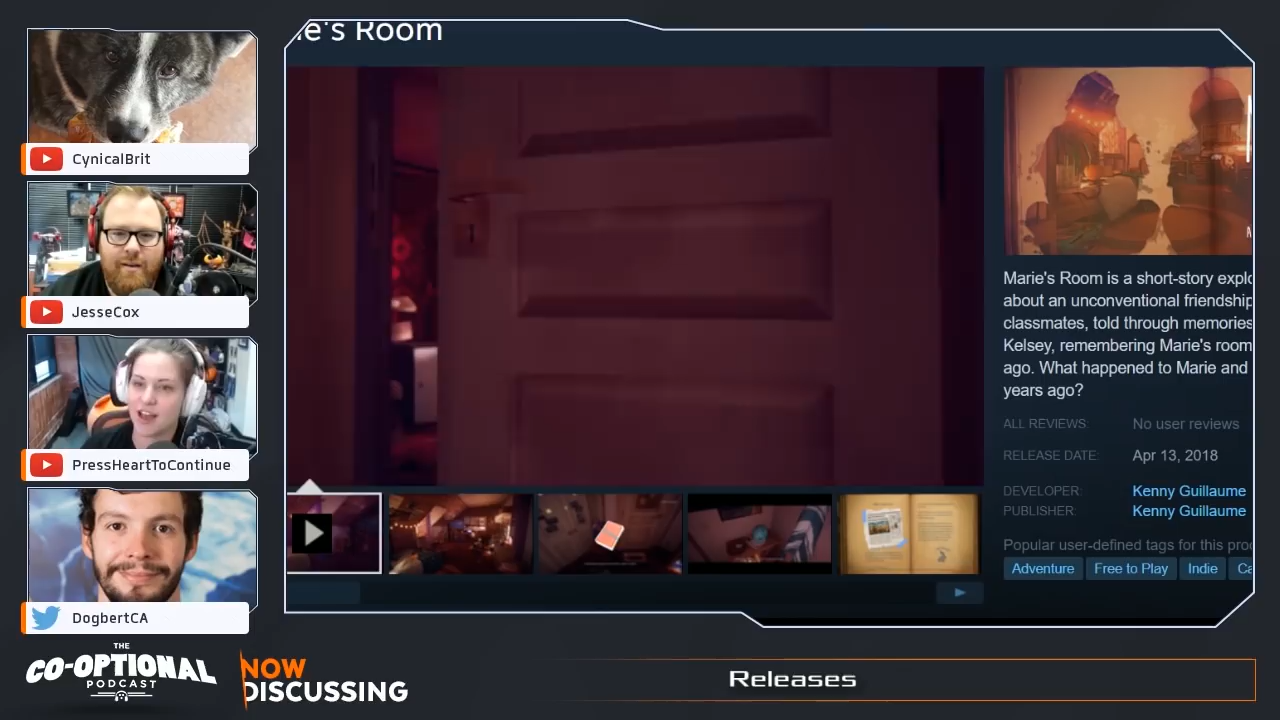 CynicalBrit
JesseCox
PressHeartToContinue
DogbertCA
THE
CO-OPTIONAL
PODCAST
NOW
DISCUSSING
Releases
ie's Room
Marie's Room is a short-story explo
about an unconventional friendship
classmates, told through memories
Kelsey, remembering Marie's room
ago. What happened to Marie and
years ago?
ALL REVIEWS: No user reviews
RELEASE DATE: Apr 13, 2018
DEVELOPER: Kenny Guillaume
PUBLISHER: Kenny Guillaume
Popular user-defined tags for this prod
Adventure Free to Play Indie Ca